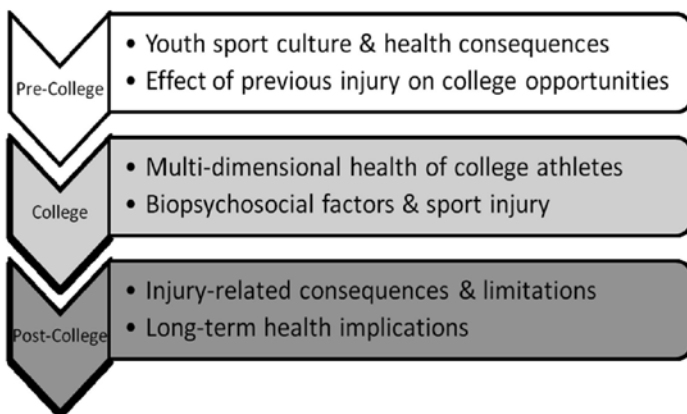 Pre-College
• Youth sport culture & health consequences
• Effect of previous injury on college opportunities
College
• Multi-dimensional health of college athletes
• Biopsychosocial factors & sport injury
Post-College
• Injury-related consequences & limitations
• Long-term health implications